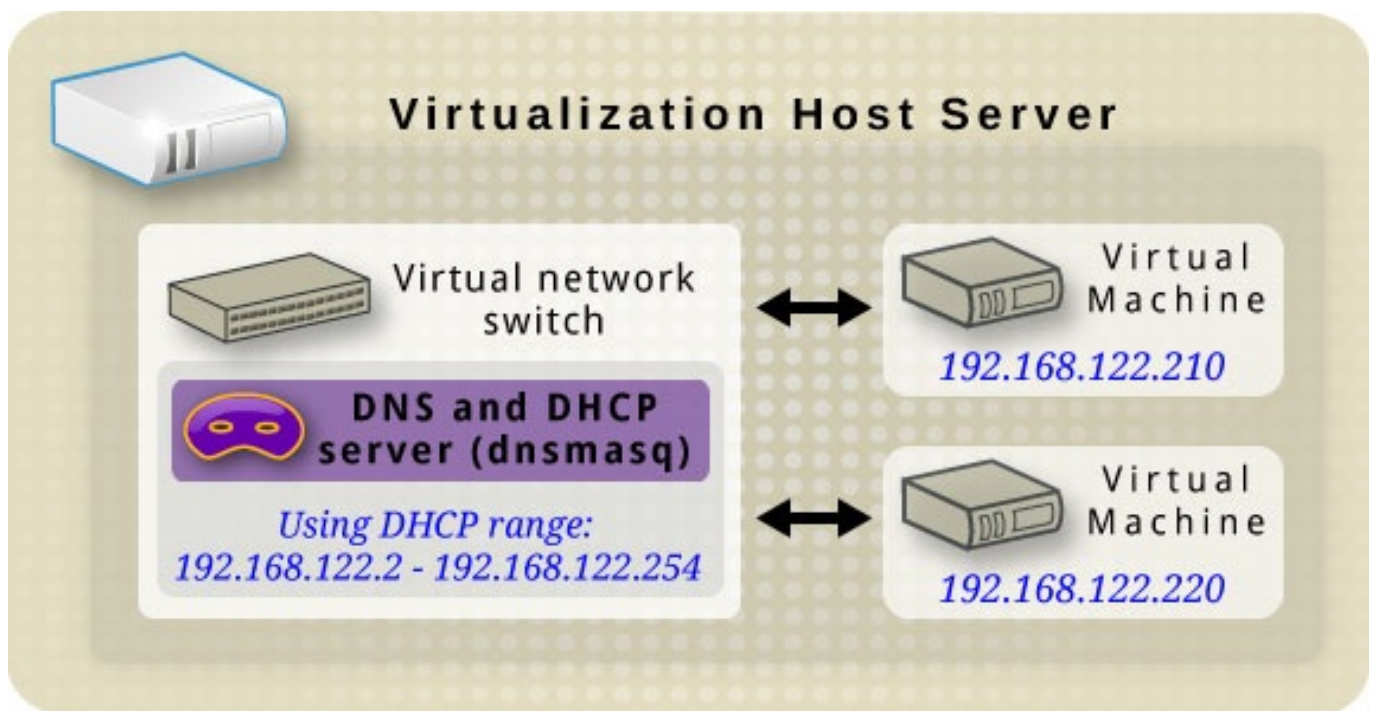 Virtualization Host Server
Virtual network
switch
DNS and DHCP
server (dnsmasq)
Using DHCP range:
192.168.122.2 - 192.168.122.254
Virtual
Machine
192.168.122.210
Virtual
Machine
192.168.122.220